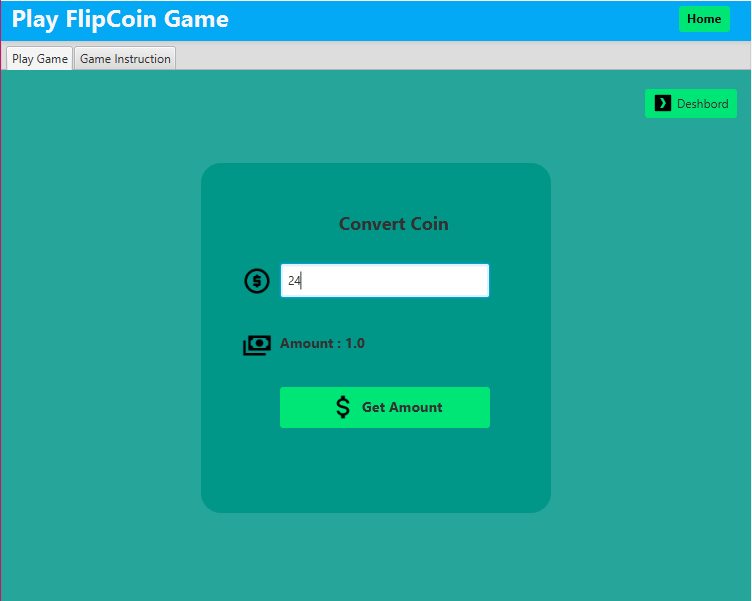 Play FlipCoin Game
Home
Play Game
Game Instruction
Deshbord
Convert Coin
24
Amount : 1.0
Get Amount